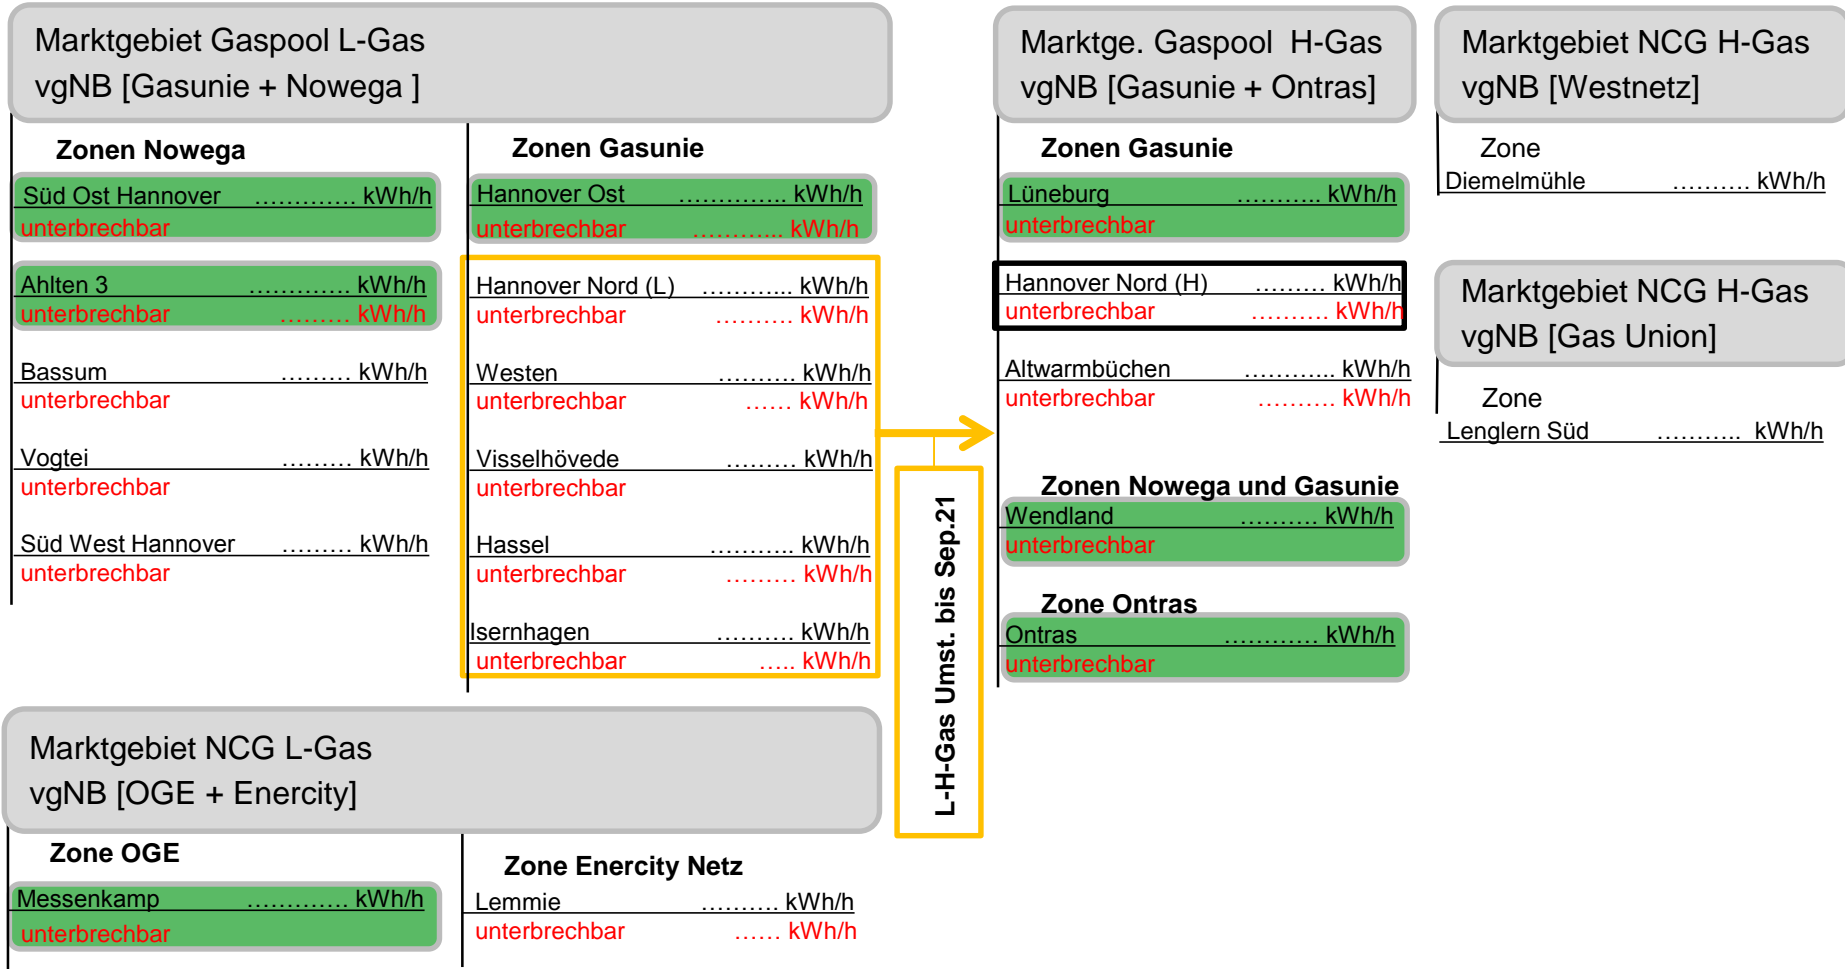 Marktgebiet Gaspool L-Gas
vgNB [Gasunie + Nowega ]
Zonen Nowega
Süd Ost Hannover …………. kWh/h
unterbrechbar
Ahlten 3 …………. kWh/h
unterbrechbar ……… kWh/h
Bassum ……… kWh/h
unterbrechbar
Vogtei ……… kWh/h
unterbrechbar
Süd West Hannover ……… kWh/h
unterbrechbar
Zonen Gasunie
Hannover Ost ………….. kWh/h
unterbrechbar ………... kWh/h
Hannover Nord (L) ………... kWh/h
unterbrechbar ………. kWh/h
Westen ………. kWh/h
unterbrechbar …… kWh/h
Visselhövede ……… kWh/h
unterbrechbar
Hassel ……….. kWh/h
unterbrechbar ……… kWh/h
Isernhagen ………. kWh/h
unterbrechbar ….. kWh/h
L-H-Gas Umst. bis Sep.21
Marktge. Gaspool H-Gas
vgNB [Gasunie + Ontras]
Zonen Gasunie
Lüneburg ……….. kWh/h
unterbrechbar
Hannover Nord (H) ……… kWh/h
unterbrechbar ………. kWh/h
Altwarmbüchen ………... kWh/h
unterbrechbar ………. kWh/h
Zonen Nowega und Gasunie
Wendland ………. kWh/h
unterbrechbar
Zone Ontras
Ontras ………… kWh/h
unterbrechbar
Marktgebiet NCG H-Gas
vgNB [Westnetz]
Zone
Diemelmühle ………. kWh/h
Marktgebiet NCG H-Gas
vgNB [Gas Union]
Zone
Lenglern Süd ……….. kWh/h
Marktgebiet NCG L-Gas
vgNB [OGE + Enercity]
Zone OGE
Messenkamp …………. kWh/h
unterbrechbar
Zone Enercity Netz
Lemmie ………. kWh/h
unterbrechbar …… kWh/h